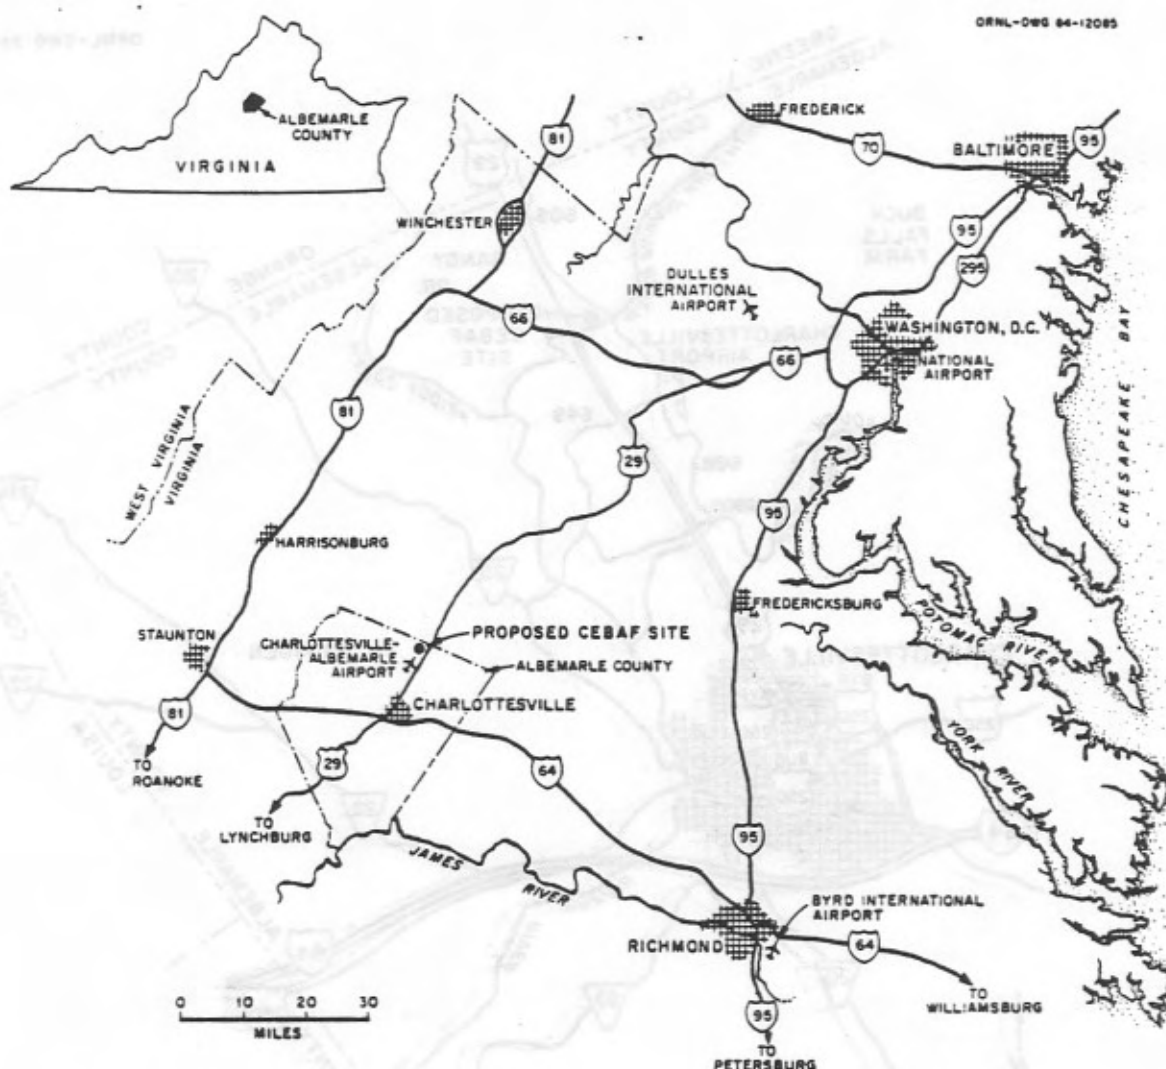 ORNL-DWG 84-12085
ALBEMARLE
COUNTY
VIRGINIA
81
FREDERICK
70
95
BALTIMORE
WINCHESTER
95
295
DULLES
INTERNATIONAL
AIRPORT
66
WASHINGTON, D.C.
66
NATIONAL
AIRPORT
81
WEST VIRGINIA
VIRGINIA
29
CHESAPEAKE BAY
95
HARRISONBURG
FREDERICKSBURG
POTOMAC RIVER
STAUNTON
PROPOSED CEBAF SITE
CHARLOTTESVILLE-
ALBEMARLE
AIRPORT
ALBEMARLE COUNTY
CHARLOTTESVILLE
81
TO
ROANOKE
29
64
YORK RIVER
TO
LYNCHBURG
95
JAMES RIVER
BYRD INTERNATIONAL
AIRPORT
RICHMOND
64
TO
WILLIAMSBURG
0 10 20 30
MILES
95
TO
PETERSBURG